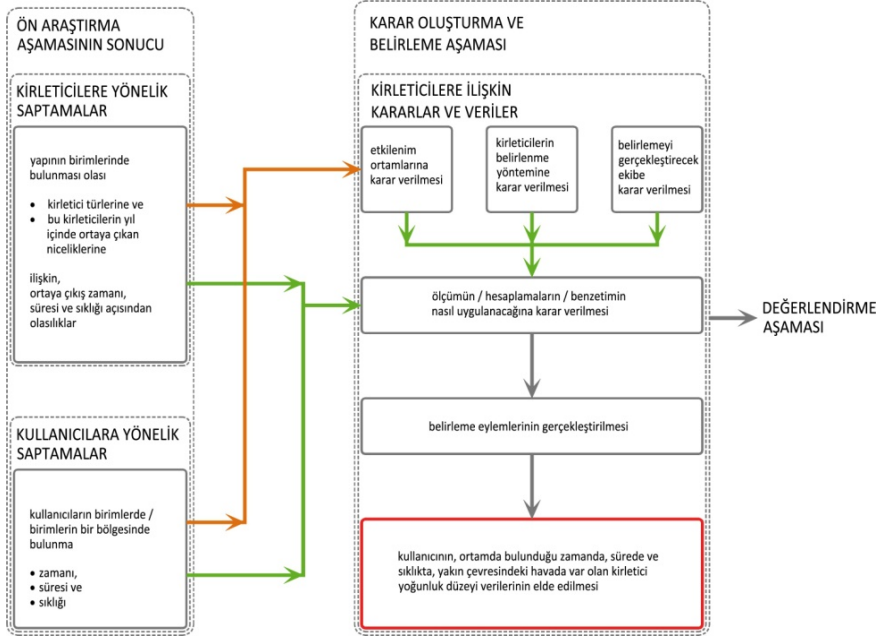 ÖN ARAŞTIRMA
AŞAMASININ SONUCU
KİRLETİCİLERE YÖNELİK
SAPTAMALAR
yapının birimlerinde
bulunması olası
• kirletici türlerine ve
• bu kirleticilerin yıl
içinde ortaya çıkan
niceliklerine
ilişkin,
ortaya çıkış zamanı,
süresi ve sıklığı açısından
olasılıklar
KULLANICILARA YÖNELİK
SAPTAMALAR
kullanıcıların birimlerde /
birimlerin bir bölgesinde
bulunma
• zamanı,
• süresi ve
• sıklığı
KARAR OLUŞTURMA VE
BELİRLEME AŞAMASI
KİRLETİCİLERE İLİŞKİN
KARARLAR VE VERİLER
etkilenim
ortamlarına
karar verilmesi
kirleticilerin
belirlenme
yöntemine
karar verilmesi
belirlemeyi
gerçekleştirecek
ekibe
karar verilmesi
ölçümün / hesaplamaların / benzetimin
nasıl uygulanacağına karar verilmesi
belirleme eylemlerinin gerçekleştirilmesi
kullanıcının, ortamda bulunduğu zamanda, sürede ve
sıklıkta, yakın çevresindeki havada var olan kirletici
yoğunluk düzeyi verilerinin elde edilmesi
DEĞERLENDİRME
AŞAMASI